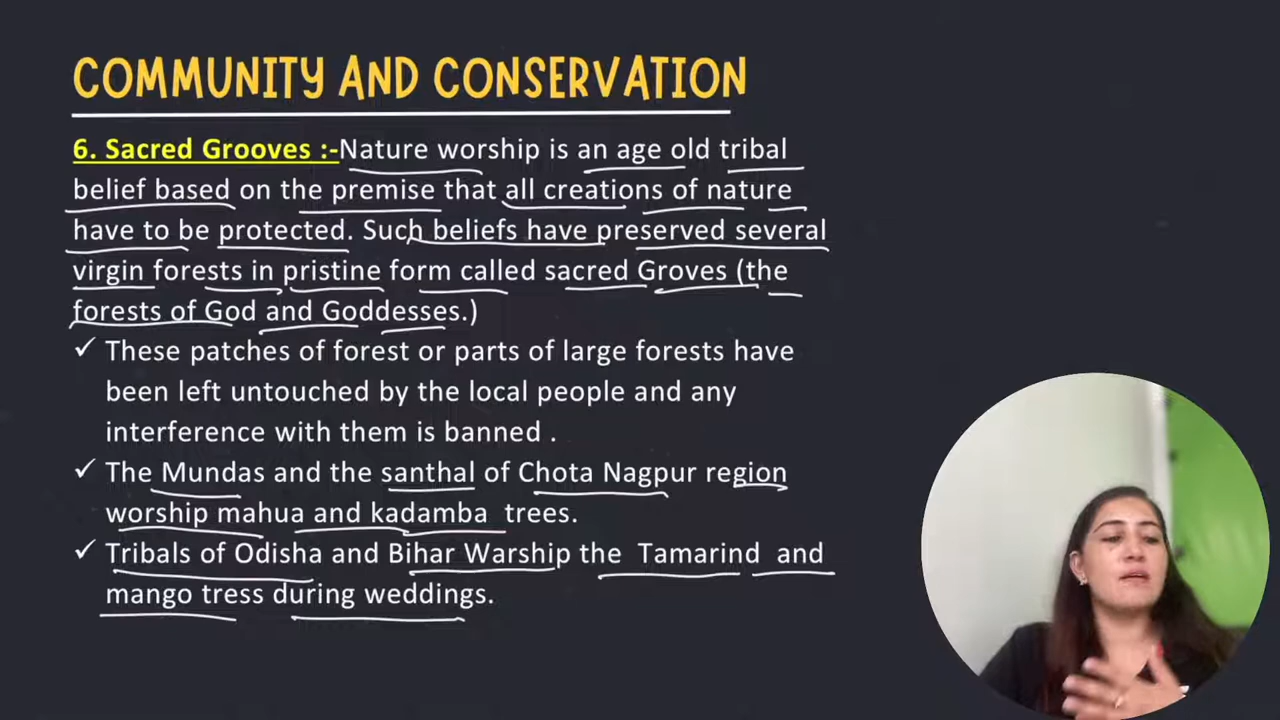 COMMUNITY AND CONSERVATION
6. Sacred Grooves :-Nature worship is an age old tribal
belief based on the premise that all creations of nature
have to be protected. Such beliefs have preserved several
virgin forests in pristine form called sacred Groves (the
forests of God and Goddesses.)
✓ These patches of forest or parts of large forests have
been left untouched by the local people and any
interference with them is banned .
✓ The Mundas and the santhal of Chota Nagpur region
worship mahua and kadamba trees.
✓ Tribals of Odisha and Bihar Warship the Tamarind and
mango tress during weddings.